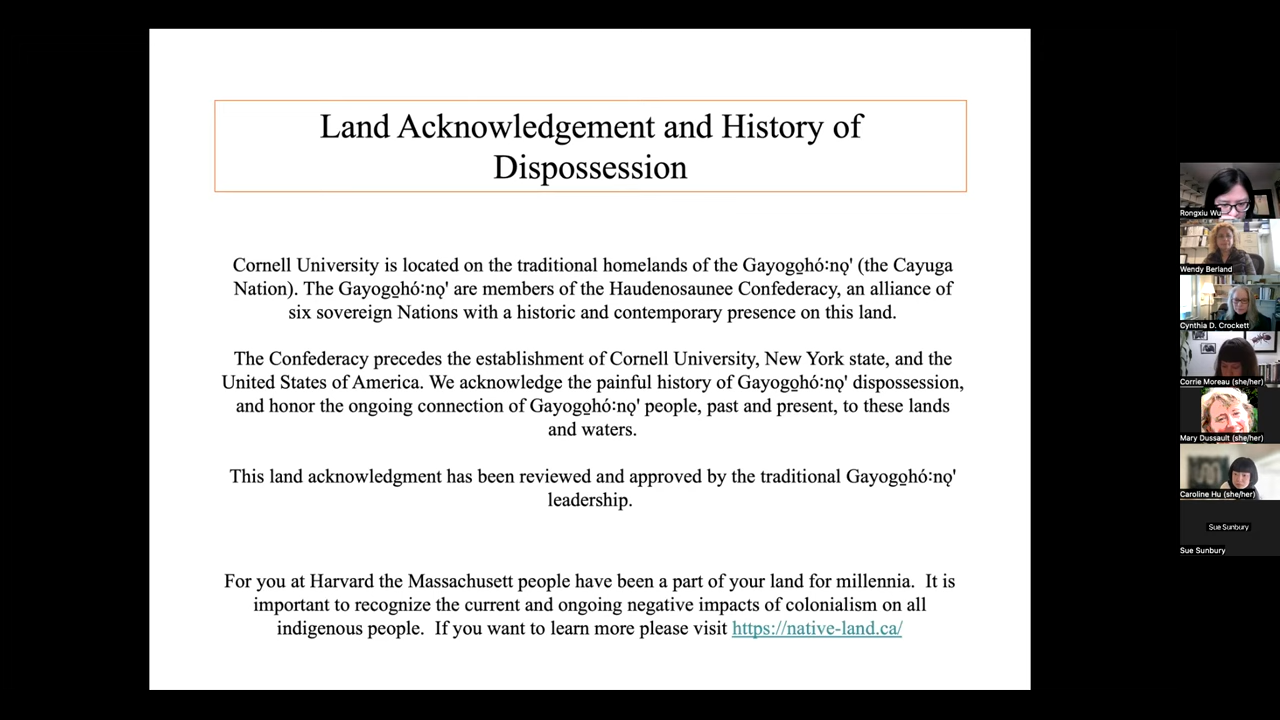 Land Acknowledgement and History of
Dispossession
Cornell University is located on the traditional homelands of the Gayogo̱hó꞉nǫ' (the Cayuga
Nation). The Gayogo̱hó꞉nǫ' are members of the Haudenosaunee Confederacy, an alliance of
six sovereign Nations with a historic and contemporary presence on this land.
The Confederacy precedes the establishment of Cornell University, New York state, and the
United States of America. We acknowledge the painful history of Gayogo̱hó꞉nǫ' dispossession,
and honor the ongoing connection of Gayogo̱hó꞉nǫ' people, past and present, to these lands
and waters.
This land acknowledgment has been reviewed and approved by the traditional Gayogo̱hó꞉nǫ'
leadership.
For you at Harvard the Massachusett people have been a part of your land for millennia.  It is
important to recognize the current and ongoing negative impacts of colonialism on all
indigenous people.  If you want to learn more please visit https://native-land.ca/
Rongxiu Wu
Wendy Berland
Cynthia D. Crockett
Corrie Moreau (she/her)
Mary Dussault (she/her)
Caroline Hu (she/her)
Sue Sunbury
Sue Sunbury